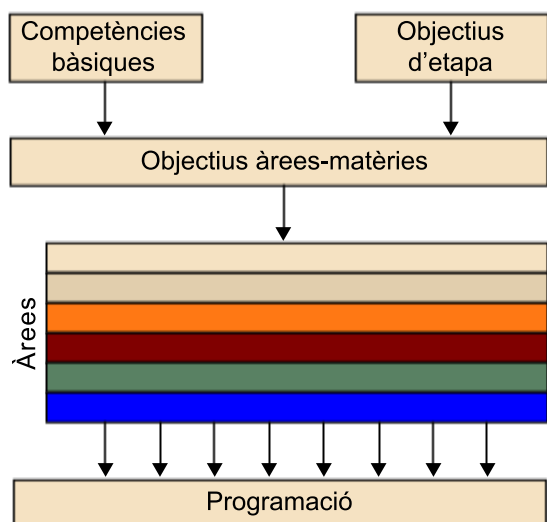 Competències
bàsiques
Objectius
d'etapa
Objectius àrees-matèries
Àrees
Programació